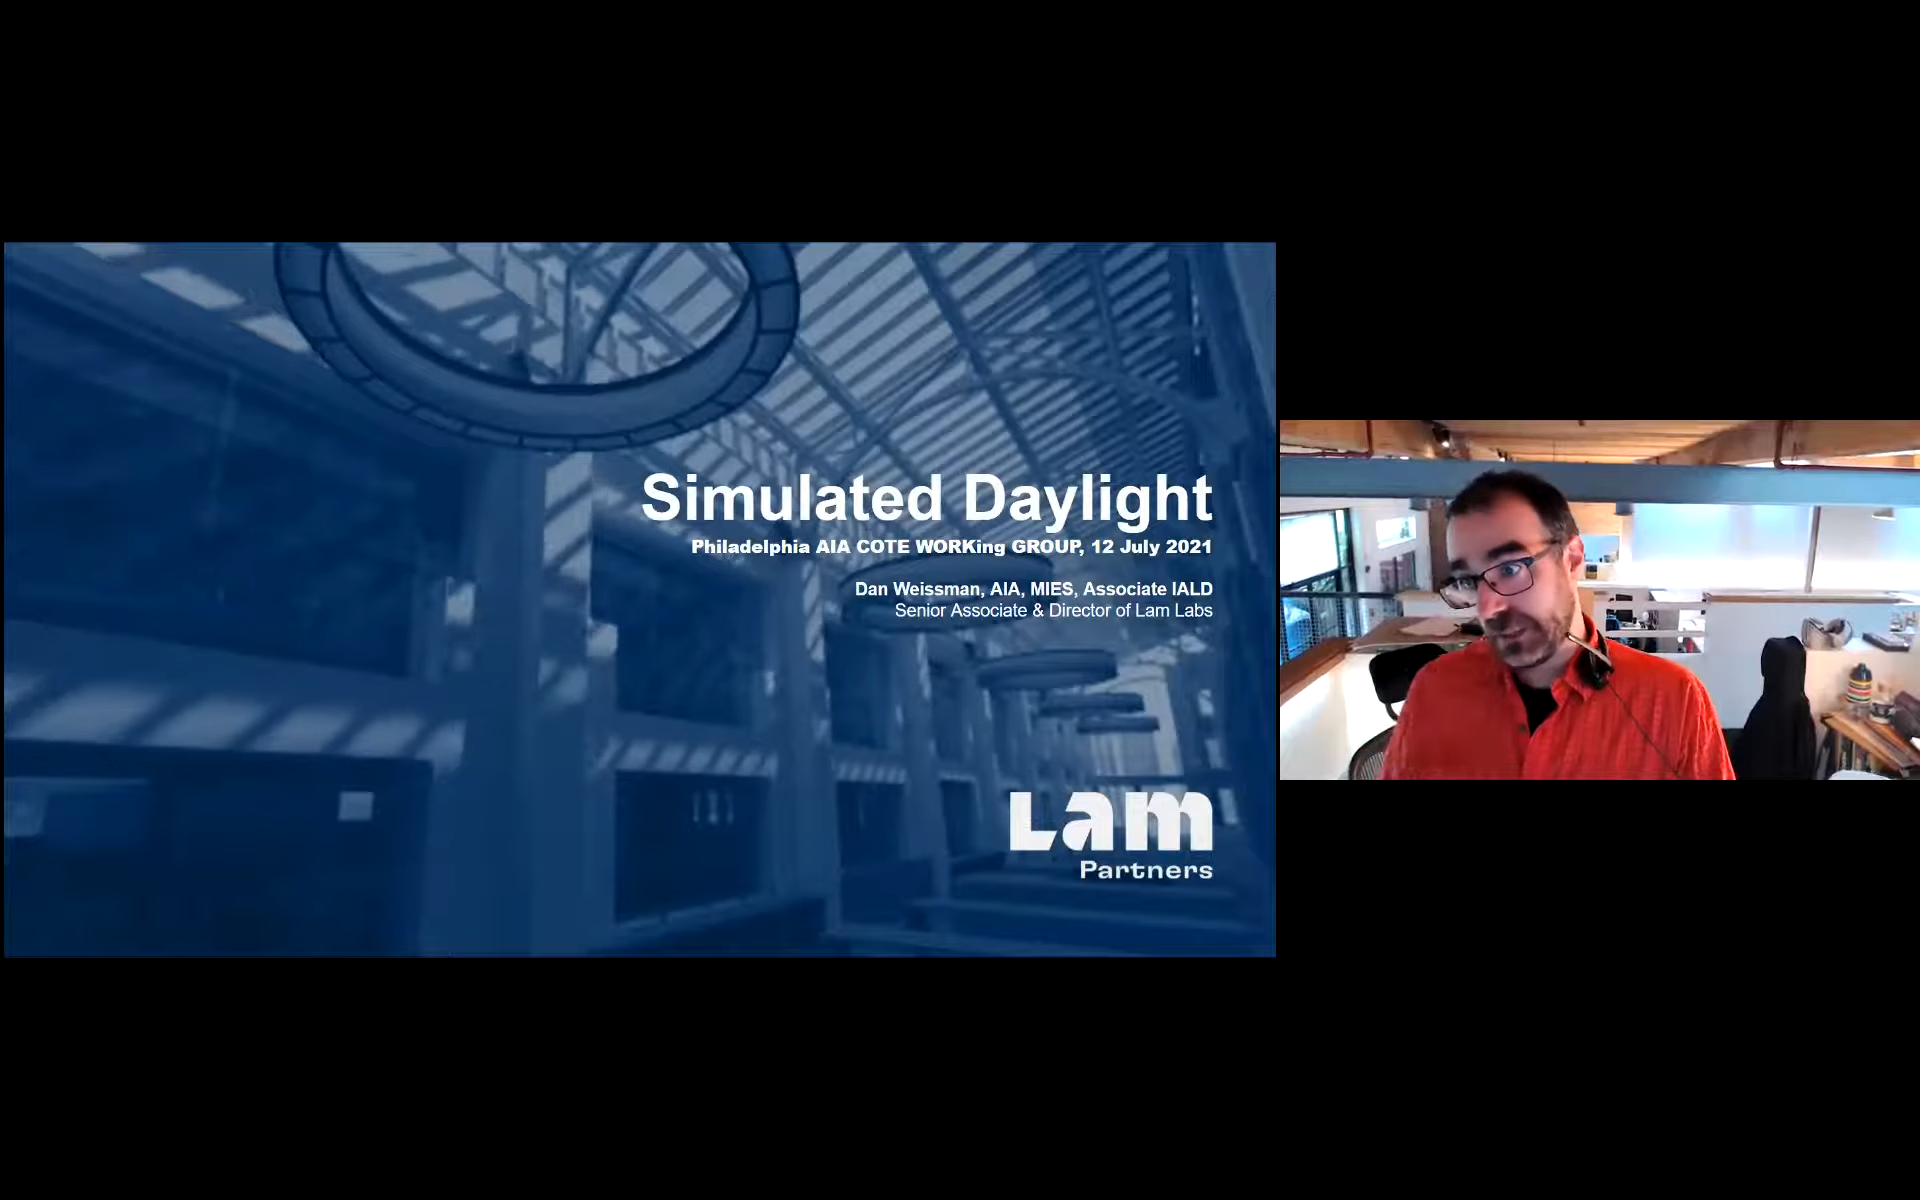 Simulated Daylight
Philadelphia AIA COTE WORKing GROUP, 12 July 2021
Dan Weissman, AIA, MIES, Associate IALD
Senior Associate & Director of Lam Labs
Lam
Partners